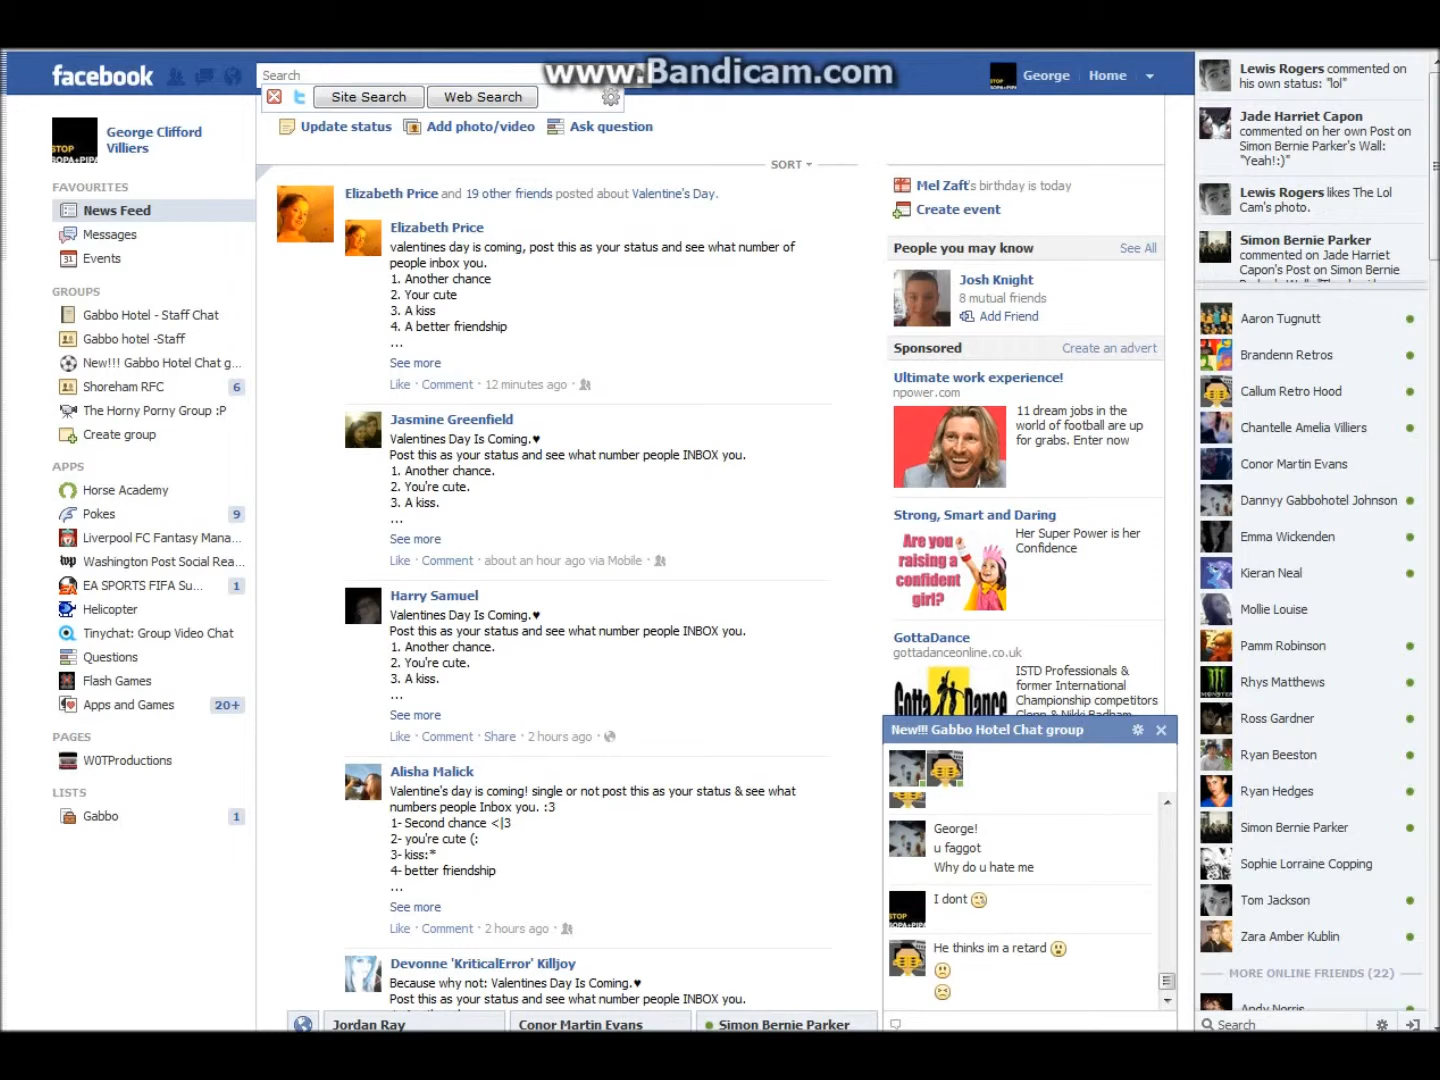 www.Bandicam.com
facebook
Search
George
Home
Site Search
Web Search
Update status
Add photo/video
Ask question
SORT
George Clifford
Villiers
STOP
SOPA+PIPA
FAVOURITES
News Feed
Messages
Events
GROUPS
Gabbo Hotel - Staff Chat
Gabbo hotel -Staff
New!!! Gabbo Hotel Chat g...
Shoreham RFC 6
The Horny Porny Group :P
Create group
APPS
Horse Academy
Pokes 9
Liverpool FC Fantasy Mana...
Washington Post Social Rea...
EA SPORTS FIFA Su... 1
Helicopter
Tinychat: Group Video Chat
Questions
Flash Games
Apps and Games 20+
PAGES
W0TProductions
LISTS
Gabbo 1
Elizabeth Price and 19 other friends posted about Valentine's Day.
Elizabeth Price
valentines day is coming, post this as your status and see what number of
people inbox you.
1. Another chance
2. Your cute
3. A kiss
4. A better friendship
...
See more
Like · Comment · 12 minutes ago ·
Jasmine Greenfield
Valentines Day Is Coming.♥
Post this as your status and see what number people INBOX you.
1. Another chance.
2. You're cute.
3. A kiss.
...
See more
Like · Comment · about an hour ago via Mobile ·
Harry Samuel
Valentines Day Is Coming.♥
Post this as your status and see what number people INBOX you.
1. Another chance.
2. You're cute.
3. A kiss.
...
See more
Like · Comment · Share · 2 hours ago ·
Alisha Malick
Valentine's day is coming! single or not post this as your status & see what
numbers people Inbox you. :3
1- Second chance <|3
2- you're cute (:
3- kiss:*
4- better friendship
...
See more
Like · Comment · 2 hours ago ·
Devonne 'KriticalError' Killjoy
Because why not: Valentines Day Is Coming.♥
Post this as your status and see what number people INBOX you.
Jordan Ray
Conor Martin Evans
Simon Bernie Parker
Mel Zaft's birthday is today
Create event
People you may know
See All
Josh Knight
8 mutual friends
Add Friend
Sponsored
Create an advert
Ultimate work experience!
npower.com
11 dream jobs in the
world of football are up
for grabs. Enter now
Strong, Smart and Daring
Are you
raising a
confident
girl?
Her Super Power is her
Confidence
GottaDance
gottadanceonline.co.uk
Gotta Dance
ISTD Professionals &
former International
Championship competitors
New!!! Gabbo Hotel Chat group
George!
u faggot
Why do u hate me
I dont
STOP
SOPA+PIPA
He thinks im a retard
Lewis Rogers commented on
his own status: "lol"
Jade Harriet Capon
commented on her own Post on
Simon Bernie Parker's Wall:
"Yeah!:)"
Lewis Rogers likes The Lol
Cam's photo.
Simon Bernie Parker
commented on Jade Harriet
Capon's Post on Simon Bernie
Aaron Tugnutt
Brandenn Retros
Callum Retro Hood
Chantelle Amelia Villiers
Conor Martin Evans
Dannyy Gabbohotel Johnson
Emma Wickenden
Kieran Neal
Mollie Louise
Pamm Robinson
Rhys Matthews
Ross Gardner
Ryan Beeston
Ryan Hedges
Simon Bernie Parker
Sophie Lorraine Copping
Tom Jackson
Zara Amber Kublin
MORE ONLINE FRIENDS (22)
Andy Norris
Search